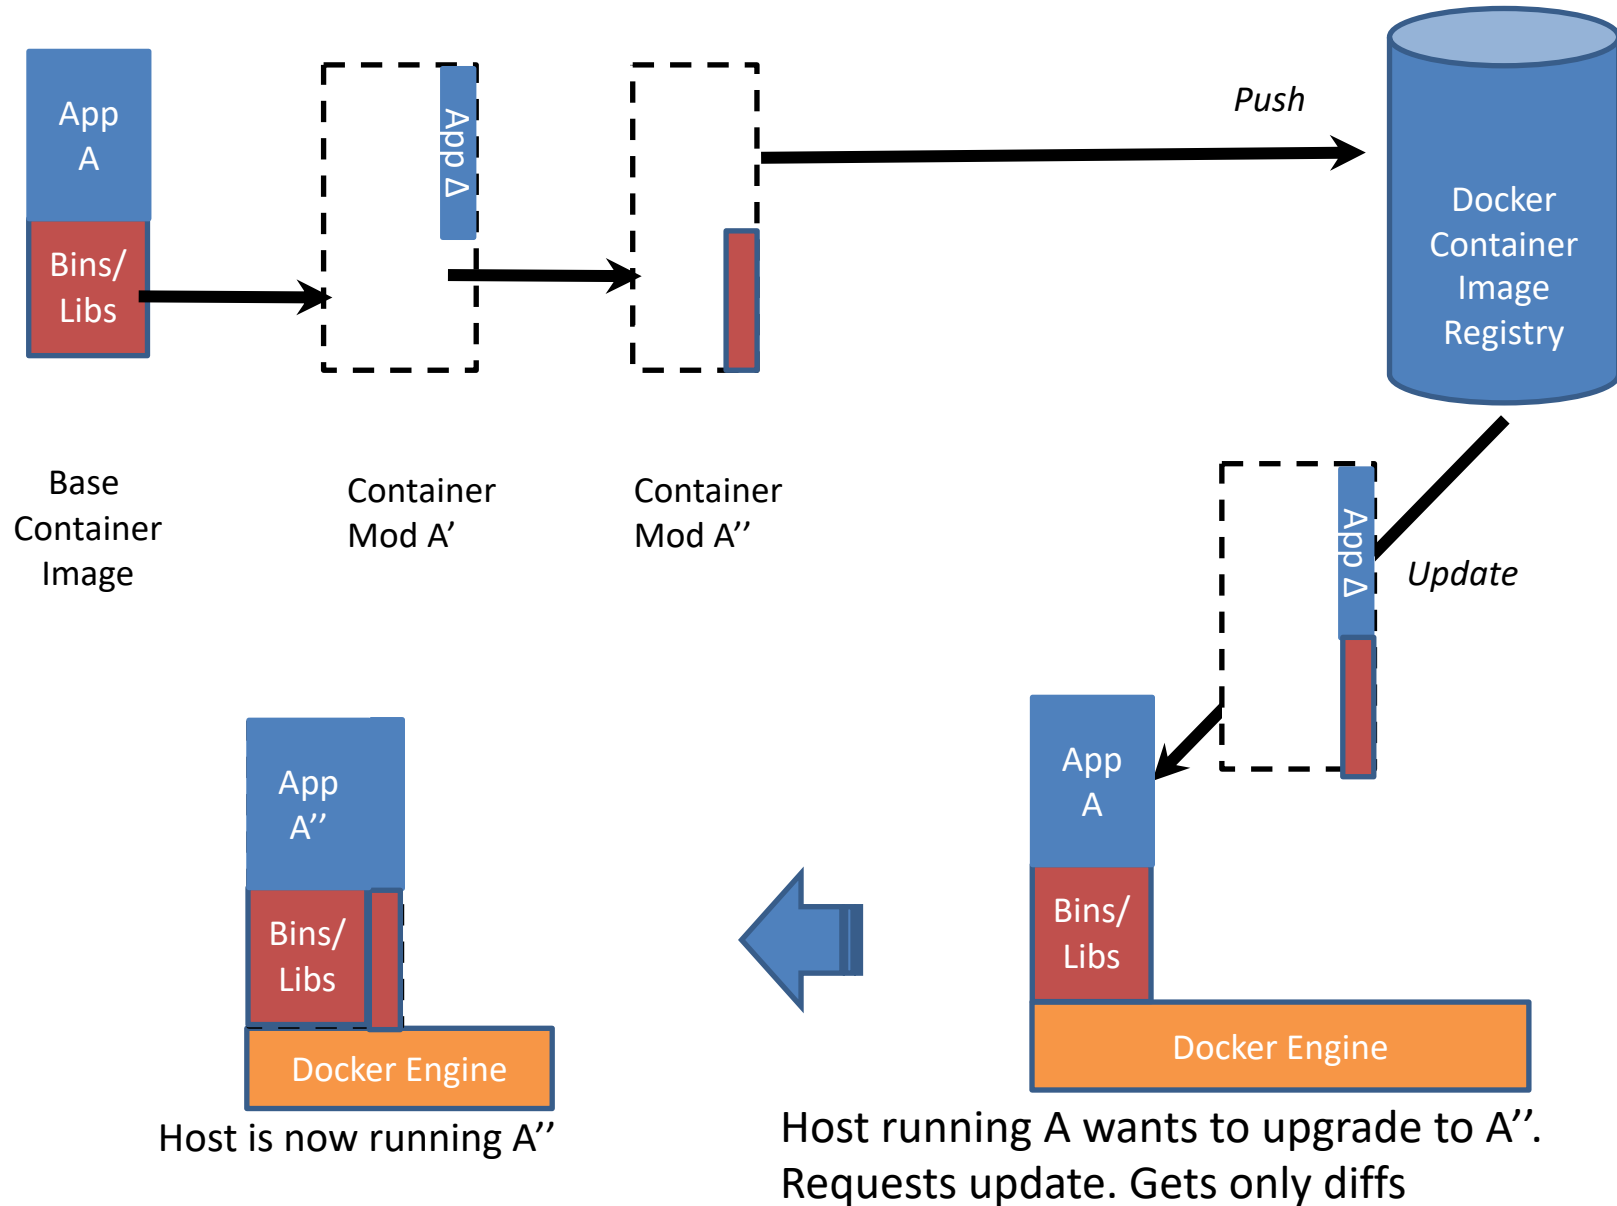 App
A
Bins/
Libs
App Δ
Push
Docker
Container
Image
Registry
Base
Container
Image
Container
Mod A’
Container
Mod A’’
App Δ
Update
App
A’’
Bins/
Libs
Docker Engine
Host is now running A’’
App
A
Bins/
Libs
Docker Engine
Host running A wants to upgrade to A’’.
Requests update. Gets only diffs